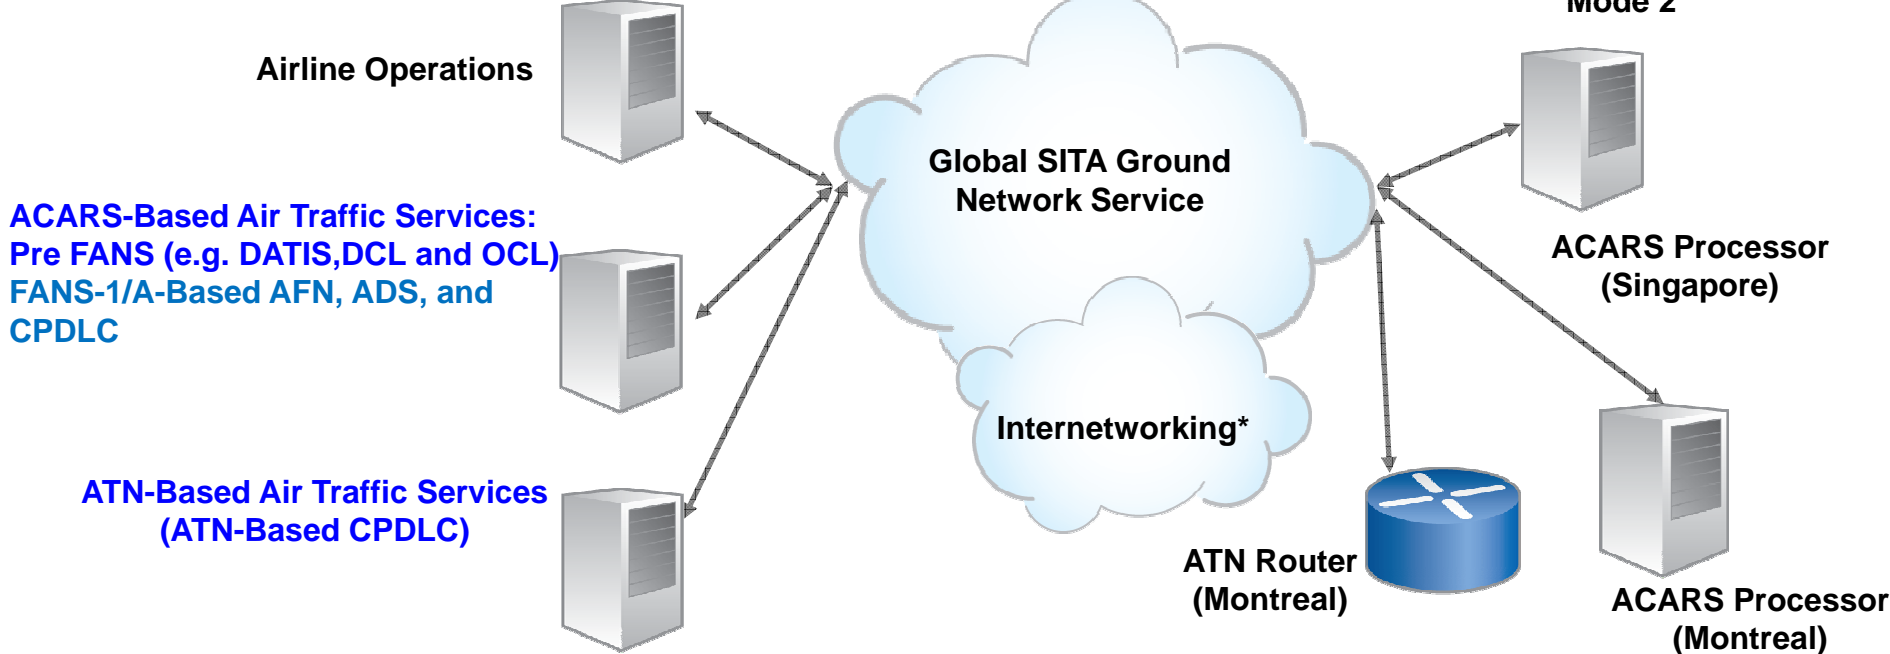 Mode 2
Airline Operations
Global SITA Ground
Network Service
ACARS-Based Air Traffic Services:
Pre FANS (e.g. DATIS,DCL and OCL)
FANS-1/A-Based AFN, ADS, and
CPDLC
ACARS Processor
(Singapore)
Internetworking*
ATN-Based Air Traffic Services
(ATN-Based CPDLC)
ATN Router
(Montreal)
ACARS Processor
(Montreal)